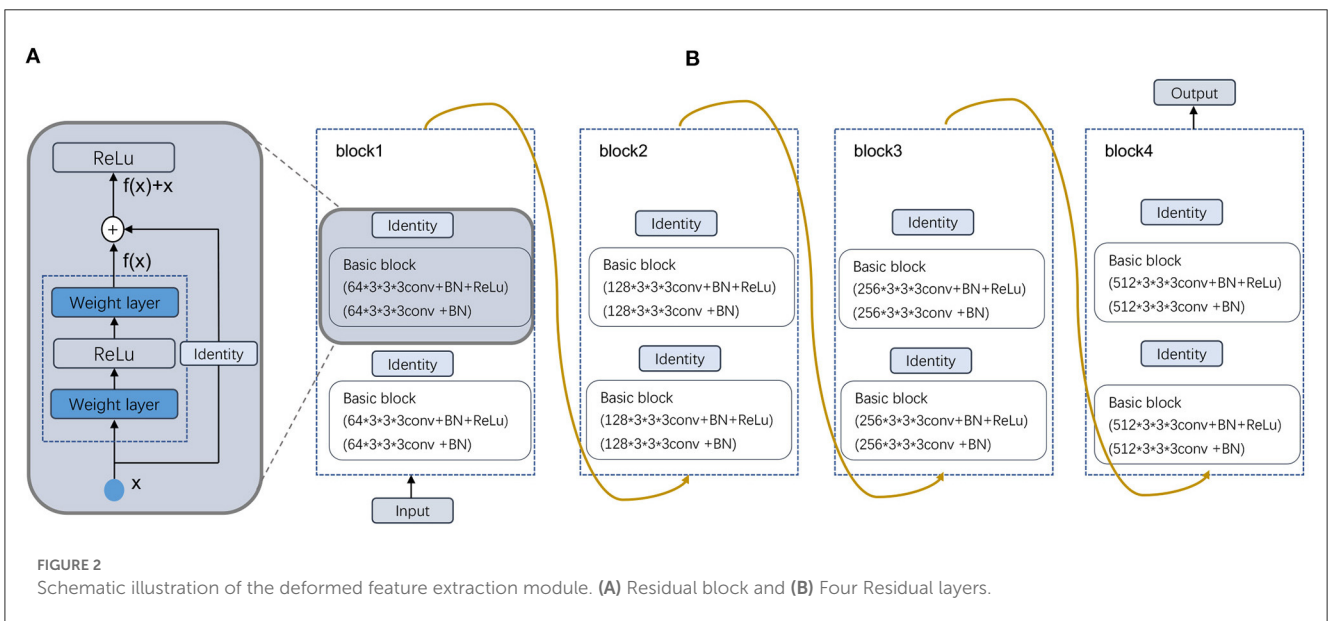 A
B
ReLu
f(x)+x
+
f(x)
Weight layer
ReLu
Identity
Weight layer
x
block1
Identity
Basic block
(64*3*3*3conv+BN+ReLu)
(64*3*3*3conv +BN)
Identity
Basic block
(64*3*3*3conv+BN+ReLu)
(64*3*3*3conv +BN)
Input
block2
Identity
Basic block
(128*3*3*3conv+BN+ReLu)
(128*3*3*3conv +BN)
Identity
Basic block
(128*3*3*3conv+BN+ReLu)
(128*3*3*3conv +BN)
block3
Identity
Basic block
(256*3*3*3conv+BN+ReLu)
(256*3*3*3conv +BN)
Identity
Basic block
(256*3*3*3conv+BN+ReLu)
(256*3*3*3conv +BN)
Output
block4
Identity
Basic block
(512*3*3*3conv+BN+ReLu)
(512*3*3*3conv +BN)
Identity
Basic block
(512*3*3*3conv+BN+ReLu)
(512*3*3*3conv +BN)
FIGURE 2
Schematic illustration of the deformed feature extraction module. (A) Residual block and (B) Four Residual layers.